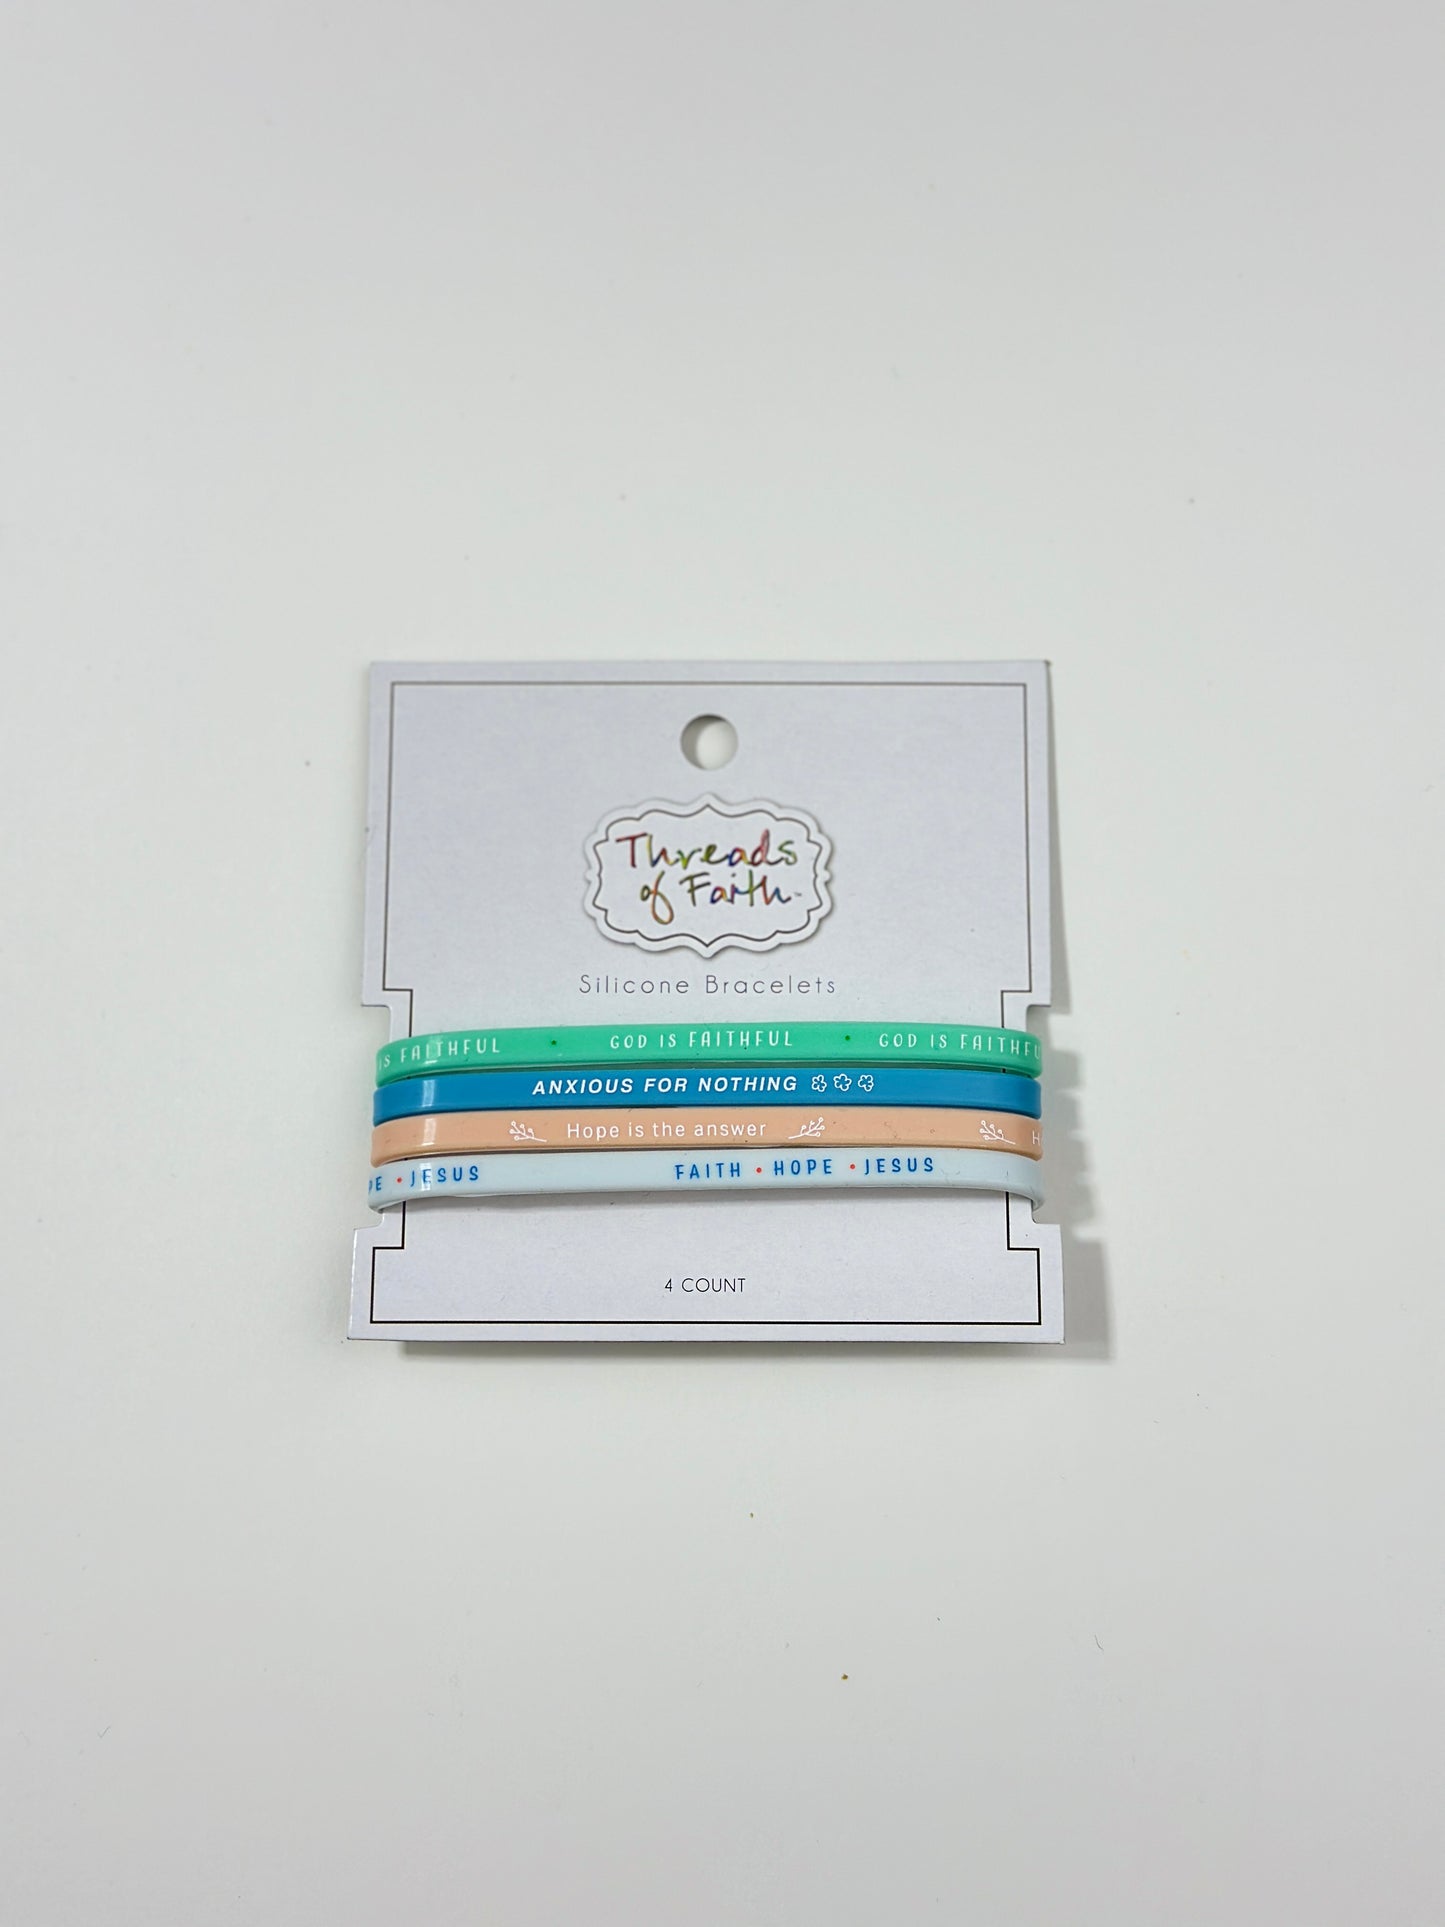 Threads
of Faith
Silicone Bracelets
IS FAITHFUL • GOD IS FAITHFUL • GOD IS FAITHFU
ANXIOUS FOR NOTHING
Hope is the answer H
PE • JESUS FAITH • HOPE • JESUS
4 COUNT